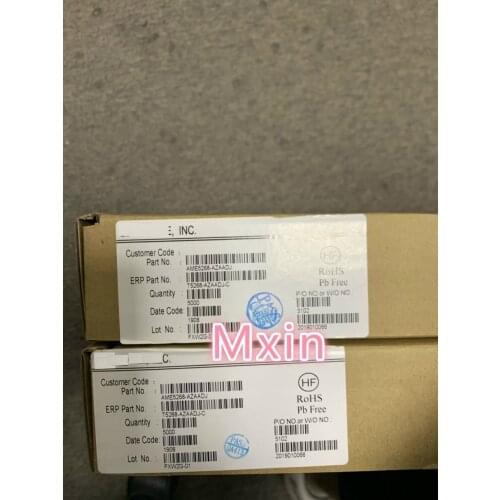 E, INC.
Customer Code :
Part No. :
AME5268-AZAADJ
ERP Part No. :
T5268-AZAADJ-C
Quantity :
5000
Date Code :
1908
Lot No. :
HF
RoHS
Pb Free
P/O NO.or W/O NO. :
5102
2019010066
Mxin
C.
Customer Code :
Part No. :
AME5268-AZAADJ
ERP Part No. :
T5268-AZAADJ-C
Quantity :
5000
Date Code :
1908
Lot No. :
PXW2G-01
HF
RoHS
Pb Free
P/O NO.or W/O NO. :
5102
2019010066